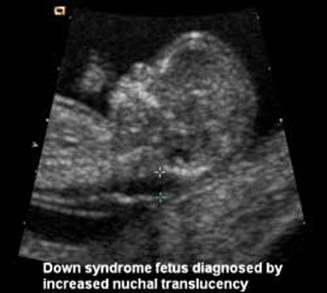 Down syndrome fetus diagnosed by
increased nuchal translucency